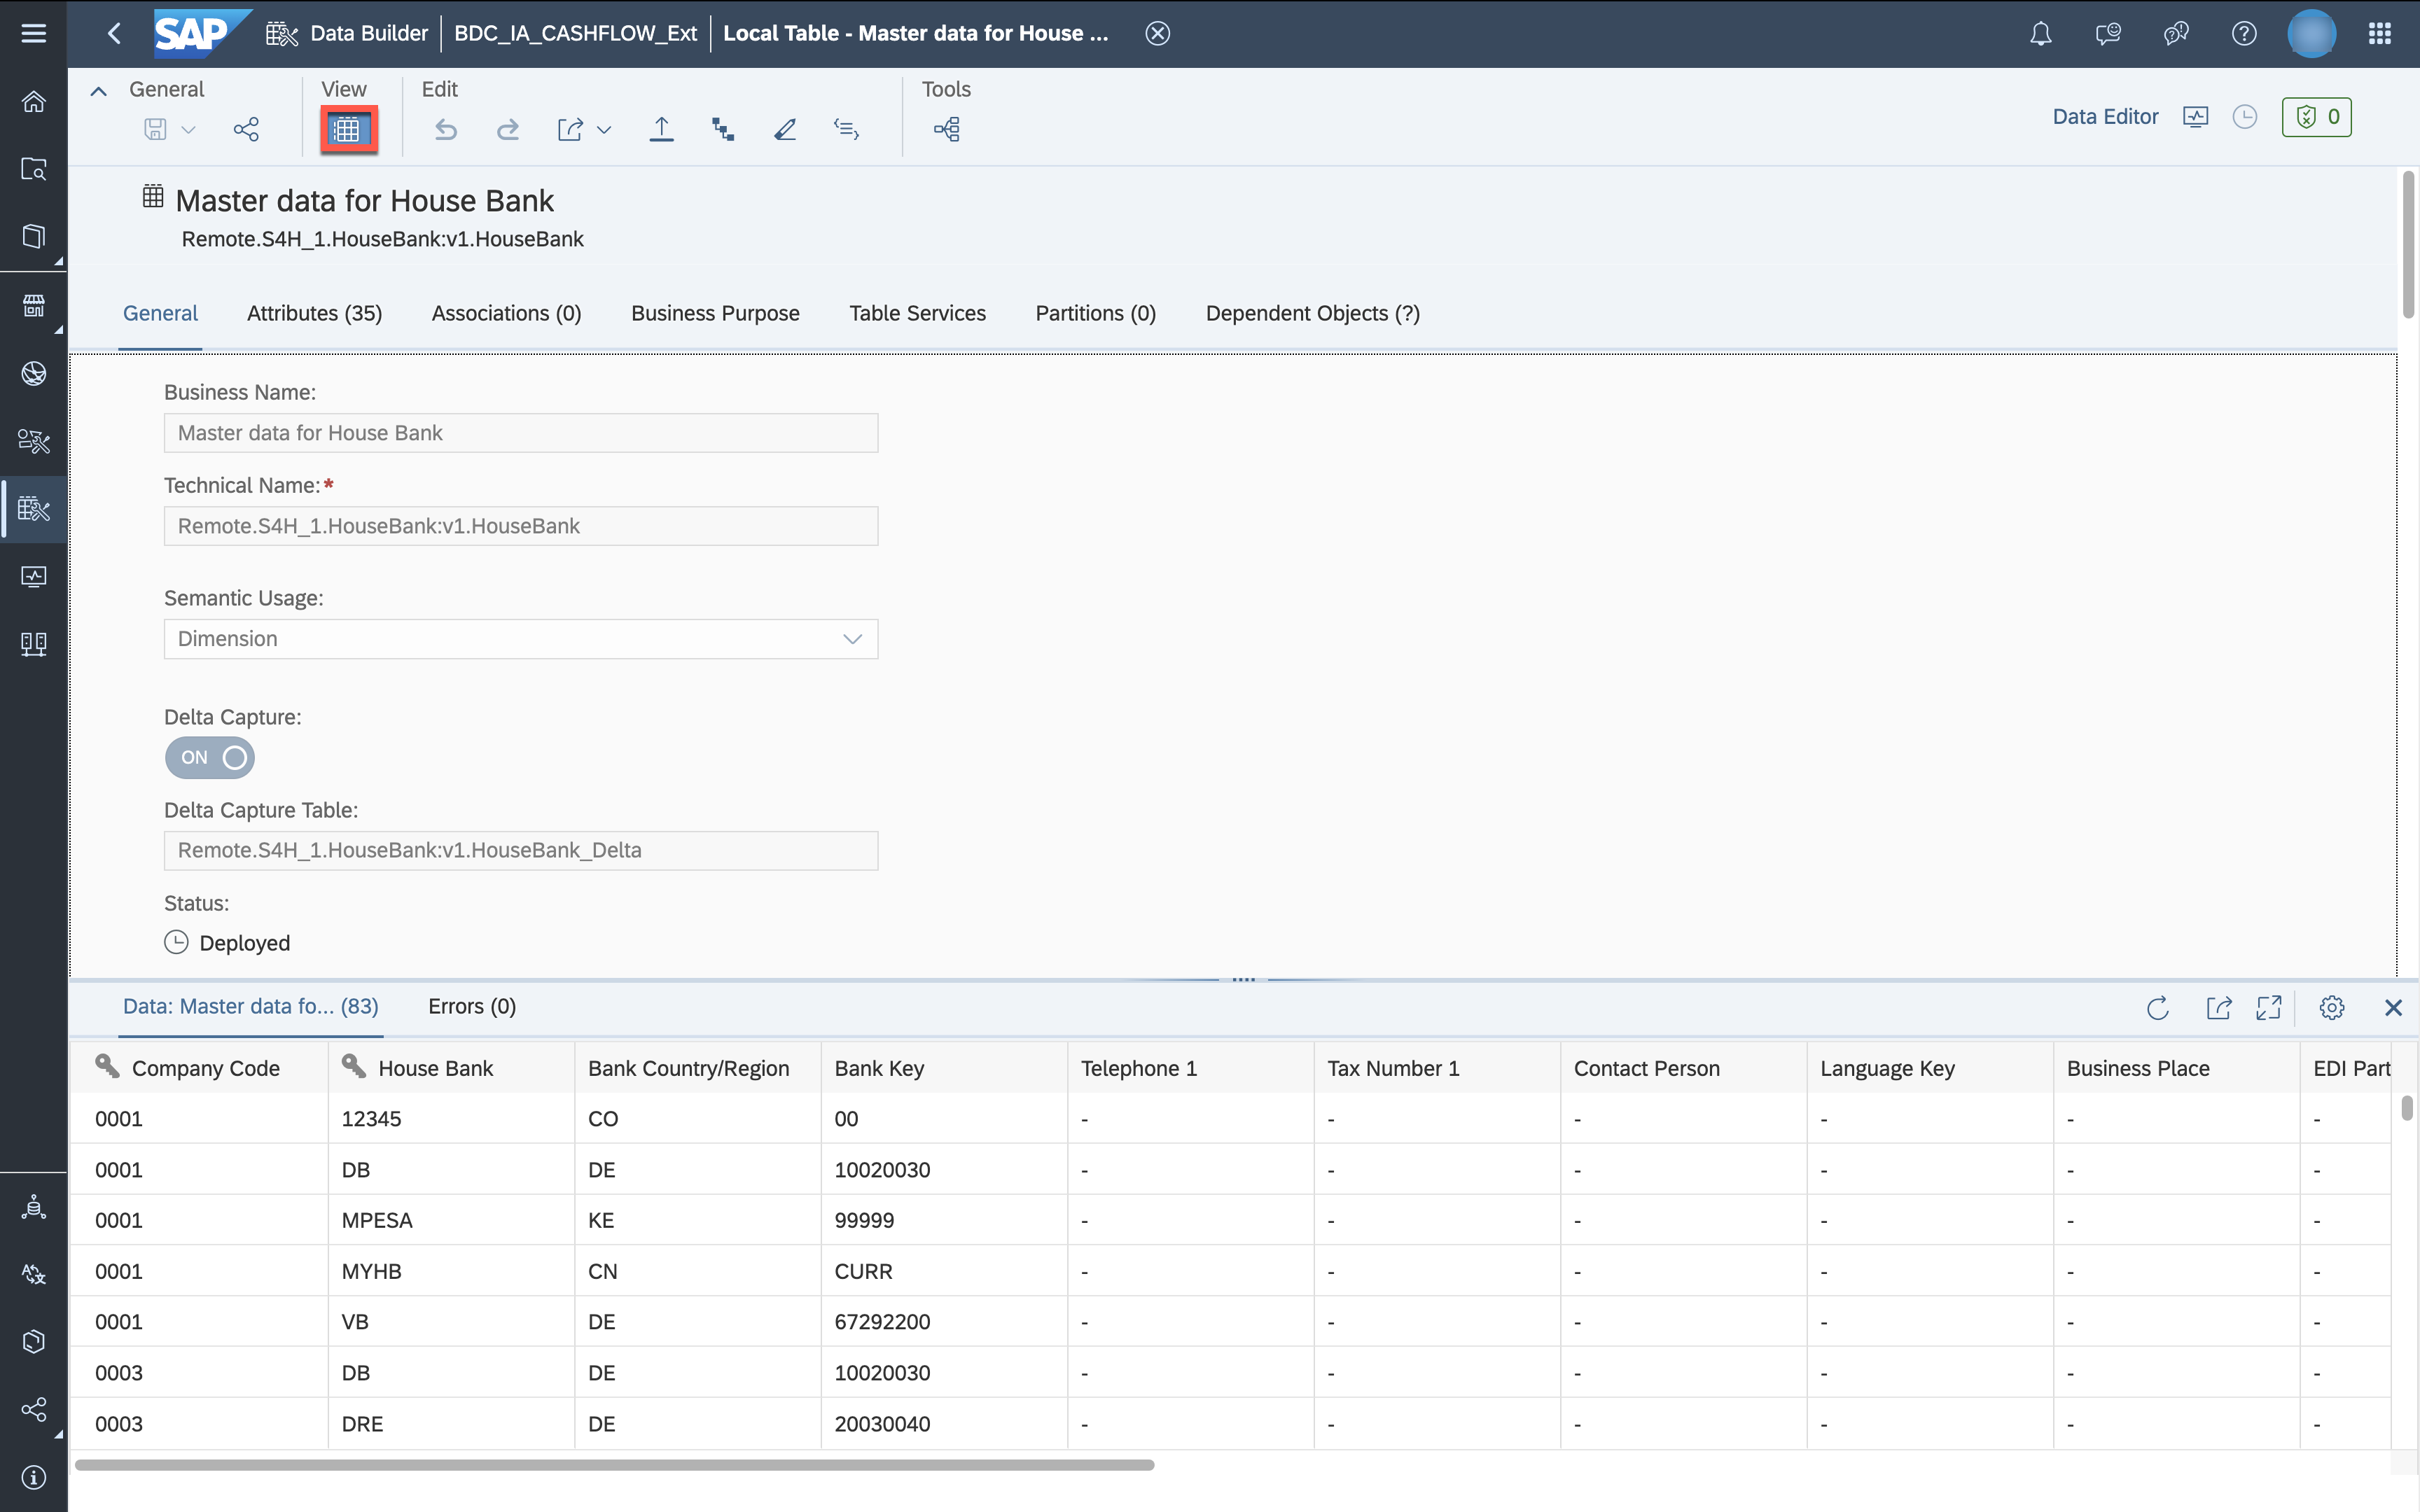 SAP Data Builder BDC_IA_CASHFLOW_Ext Local Table - Master data for House ...
General View Edit Tools
Data Editor 0
Master data for House Bank
Remote.S4H_1.HouseBank:v1.HouseBank
General Attributes (35) Associations (0) Business Purpose Table Services Partitions (0) Dependent Objects (?)
Business Name:
Master data for House Bank
Technical Name:*
Remote.S4H_1.HouseBank:v1.HouseBank
Semantic Usage:
Dimension
Delta Capture:
ON
Delta Capture Table:
Remote.S4H_1.HouseBank:v1.HouseBank_Delta
Status:
Deployed
Data: Master data fo... (83) Errors (0)
Company Code House Bank Bank Country/Region Bank Key Telephone 1 Tax Number 1 Contact Person Language Key Business Place EDI Part
0001 12345 CO 00 - - - - - -
0001 DB DE 10020030 - - - - - -
0001 MPESA KE 99999 - - - - - -
0001 MYHB CN CURR - - - - - -
0001 VB DE 67292200 - - - - - -
0003 DB DE 10020030 - - - - - -
0003 DRE DE 20030040 - - - - - -